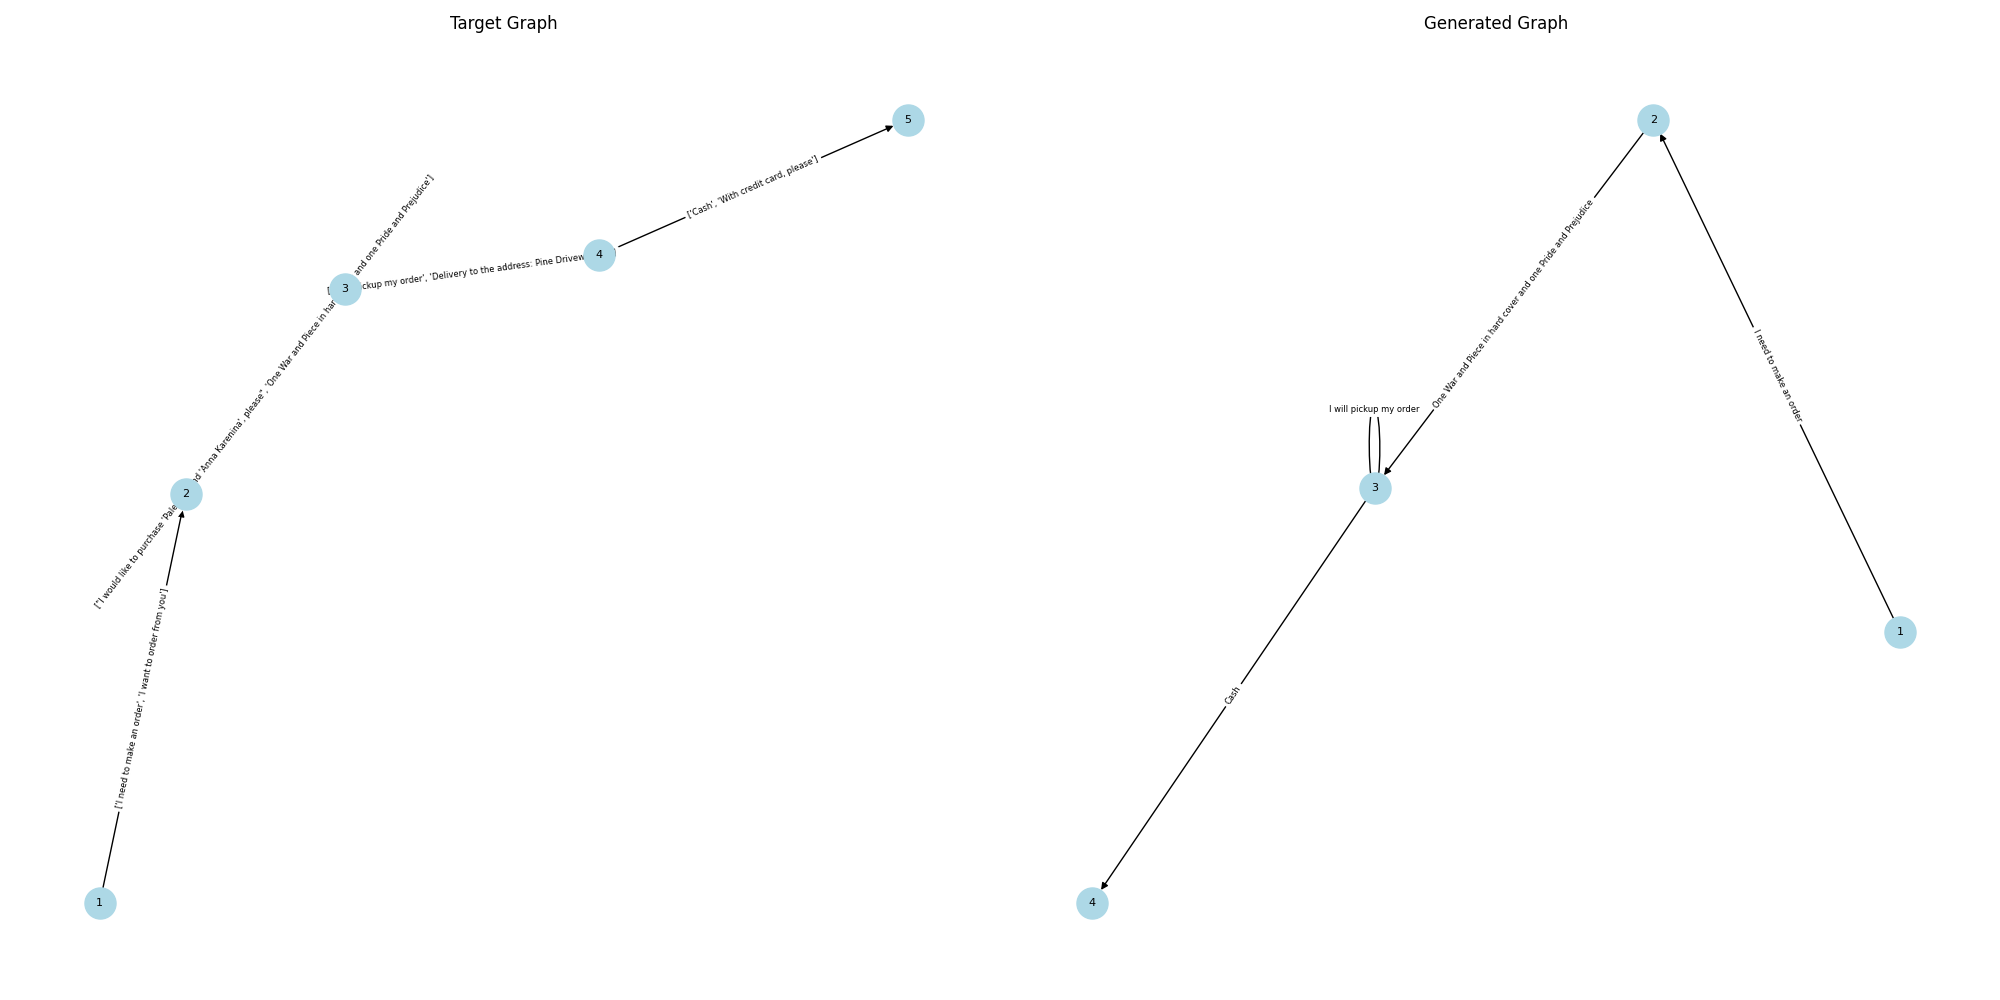 Target Graph
Generated Graph
5
2
['Cash', 'With credit card, please']
and one Pride and Prejudice']
4
ckup my order', 'Delivery to the address: Pine Drivew
3
["I would like to purchase 'Pale
'Anna Karenina', please", 'One War and Piece in har
2
['I need to make an order', 'I want to order from you']
1
One War and Piece in hard cover and one Pride and Prejudice
I need to make an order
I will pickup my order
3
1
Cash
4